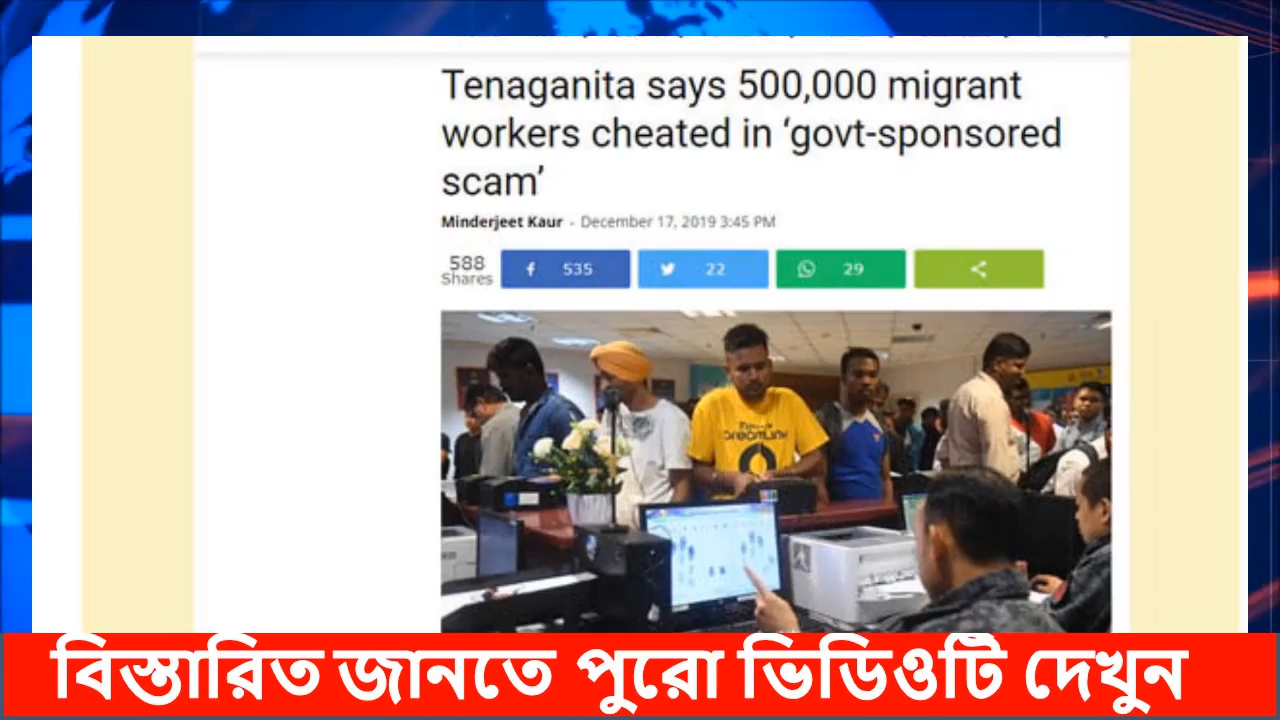 Tenaganita says 500,000 migrant
workers cheated in ‘govt-sponsored
scam’
Minderjeet Kaur - December 17, 2019 3:45 PM
588
Shares
535
22
29
বিস্তারিত জানতে পুরো ভিডিওটি দেখুন